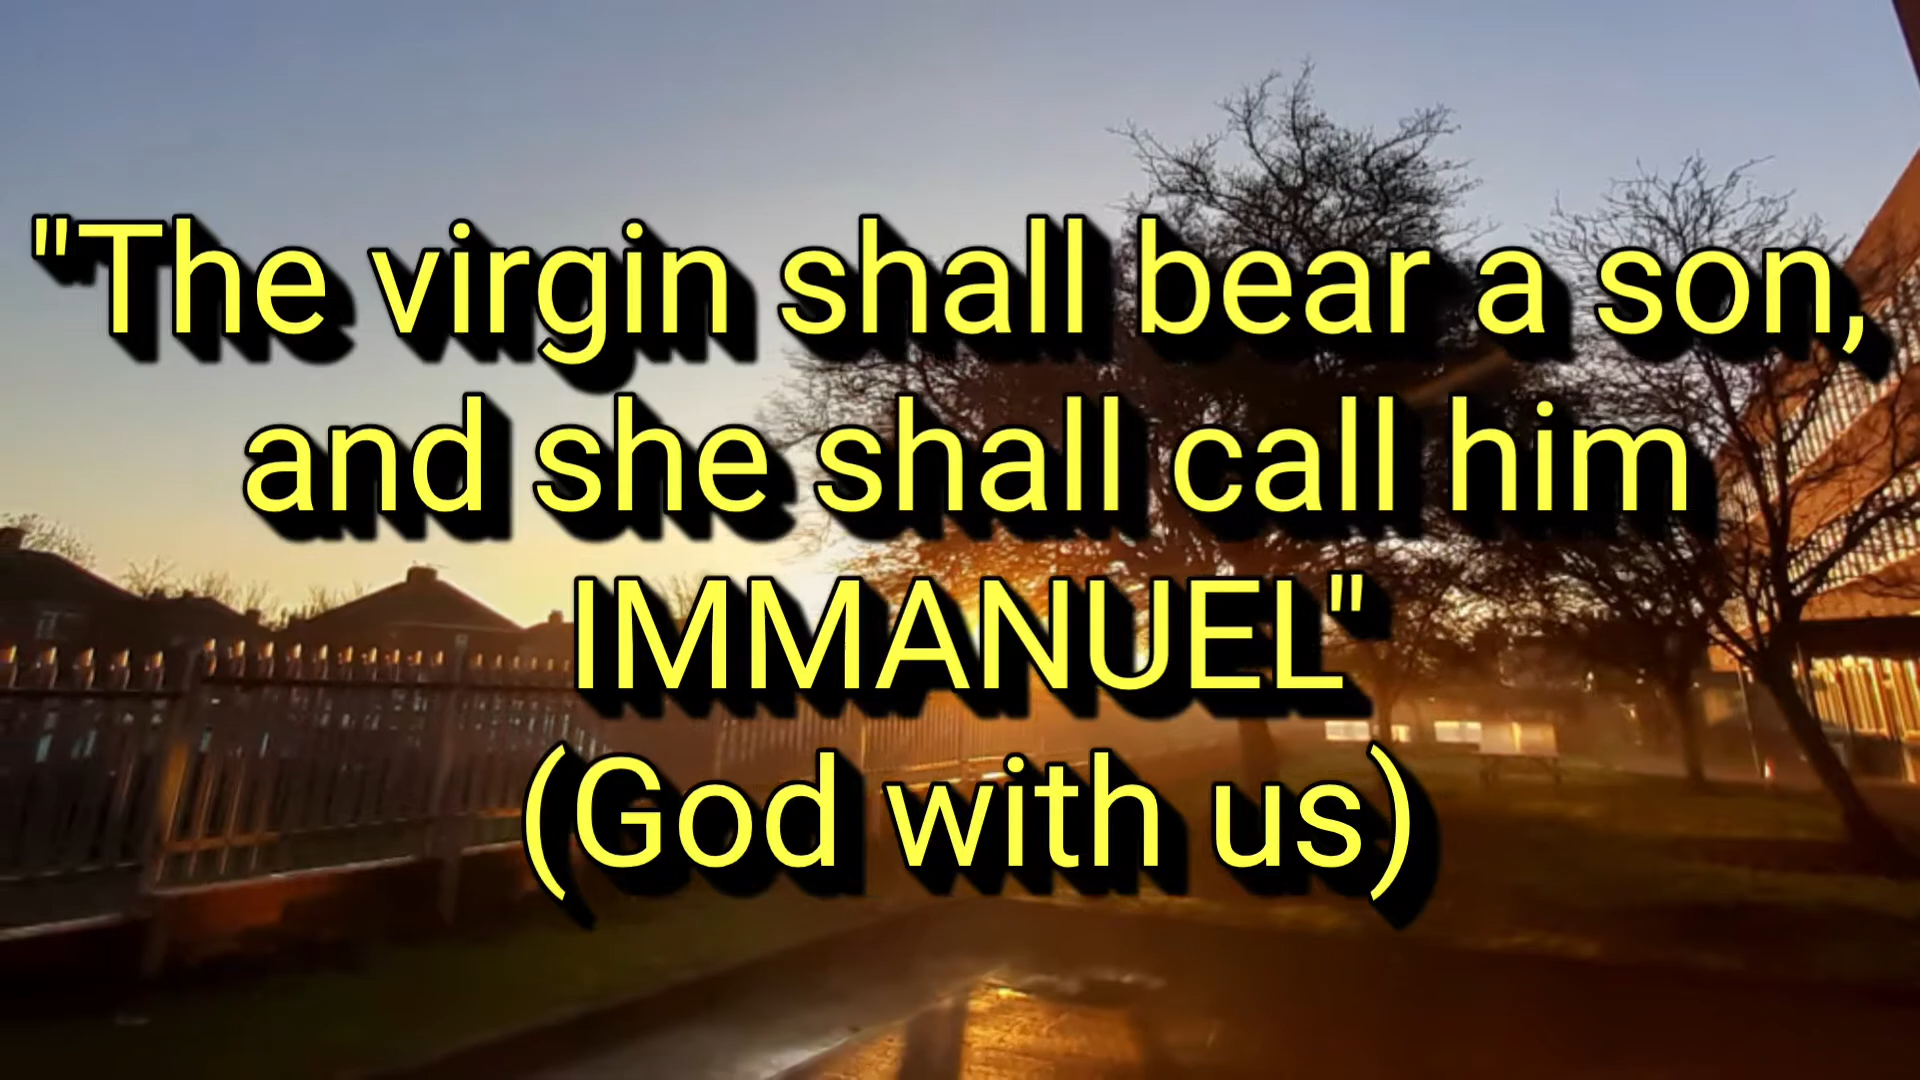 "The virgin shall bear a son,
and she shall call him
IMMANUEL"
(God with us)